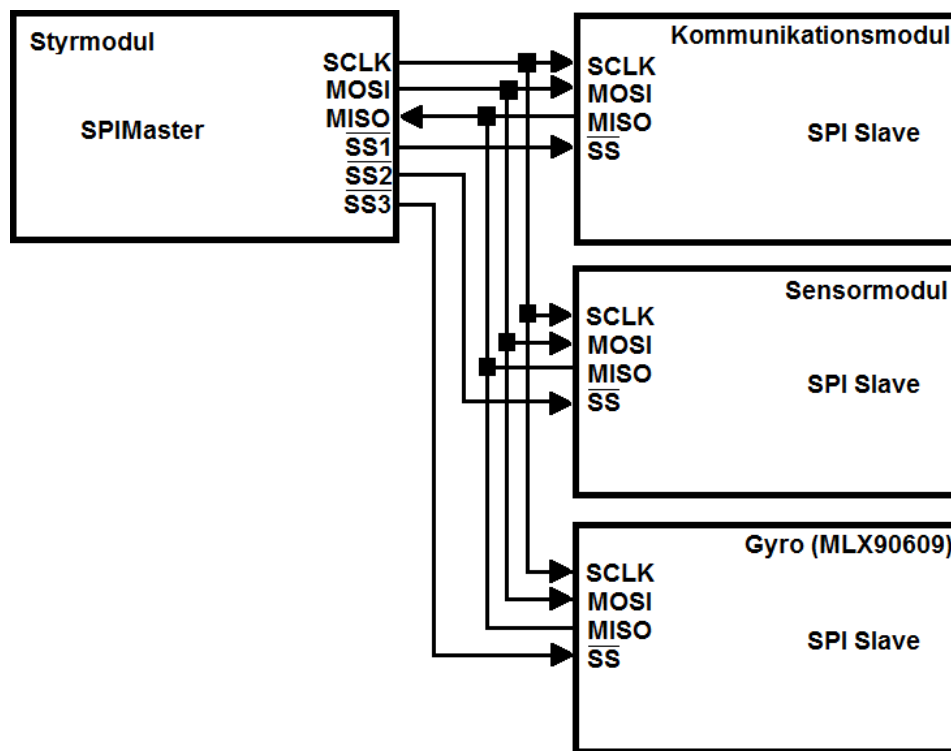 Styrmodul
SPIMaster
SCLK
MOSI
MISO
SS1
SS2
SS3
Kommunikationsmodul
SCLK
MOSI
MISO
SS
SPI Slave
Sensormodul
SCLK
MOSI
MISO
SS
SPI Slave
Gyro (MLX90609)
SCLK
MOSI
MISO
SS
SPI Slave